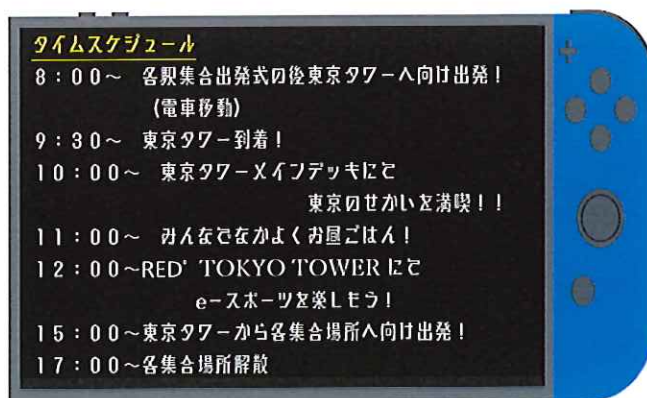 タイムスケジュール
8：00～ 各駅集合出発式の後東京タワーへ向け出発！
(電車移動)
9：30～ 東京タワー到着！
10：00～ 東京タワーメインデッキにて
東京のせかいを満喫！！
11：00～ みんなでなかよくお昼ごはん！
12：00～RED° TOKYO TOWER にて
e-スポーツを楽しもう！
15：00～東京タワーから各集合場所へ向け出発！
17：00～各集合場所解散